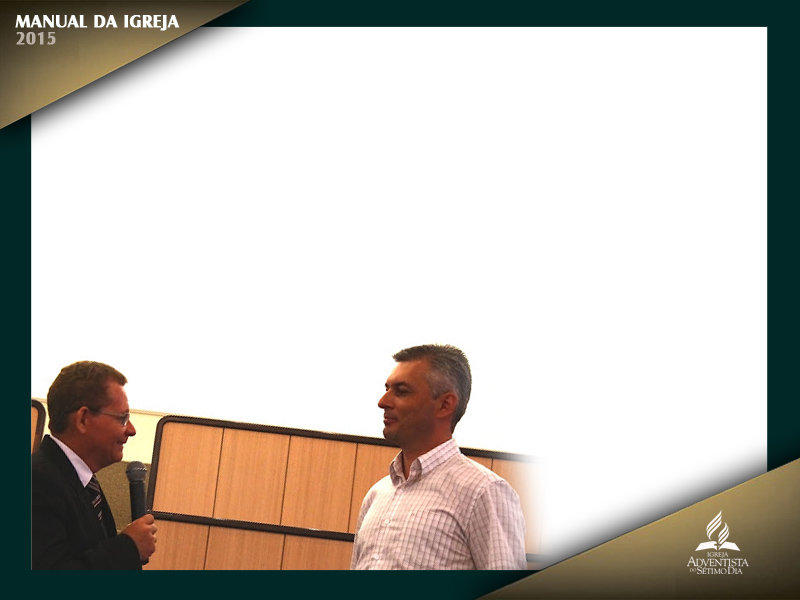 MANUAL DA IGREJA
2015
IGREJA
ADVENTISTA
DO SÉTIMO DIA